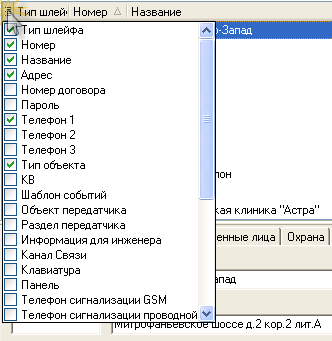 Тип шлей Номер Название
Тип шлейфа
о-Запад
Номер
Название
Адрес
Номер договора
Пароль
Телефон 1
Телефон 2
Телефон 3
Тип объекта
КВ
лон
Шаблон событий
Объект передатчика
кая клиника "Астра"
Раздел передатчика
Информация для инженера
енные лица Охрана
Канал Связи
Клавиатура
Панель
апад
Телефон сигнализации GSM
Телефон сигнализации проводной
Митрофаньевское шоссе д.2 кор.2 лит.А